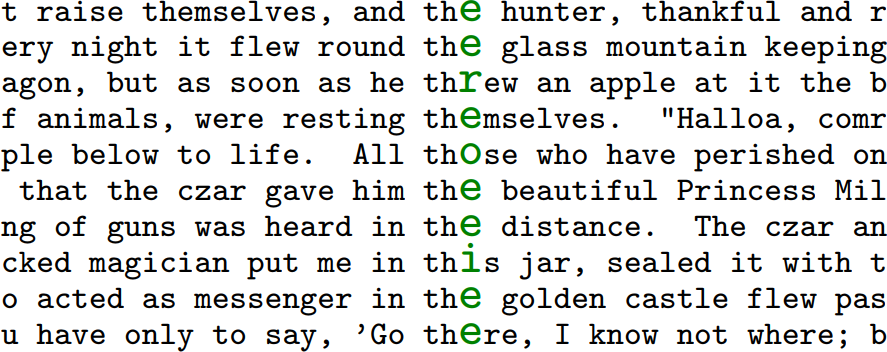 t raise themselves, and the hunter, thankful and r
ery night it flew round the glass mountain keeping
agon, but as soon as he threw an apple at it the b
f animals, were resting themselves.  "Halloa, comr
ple below to life.  All those who have perished on
 that the czar gave him the beautiful Princess Mil
ng of guns was heard in the distance.  The czar an
cked magician put me in this jar, sealed it with t
o acted as messenger in the golden castle flew pas
u have only to say, 'Go there, I know not where; b